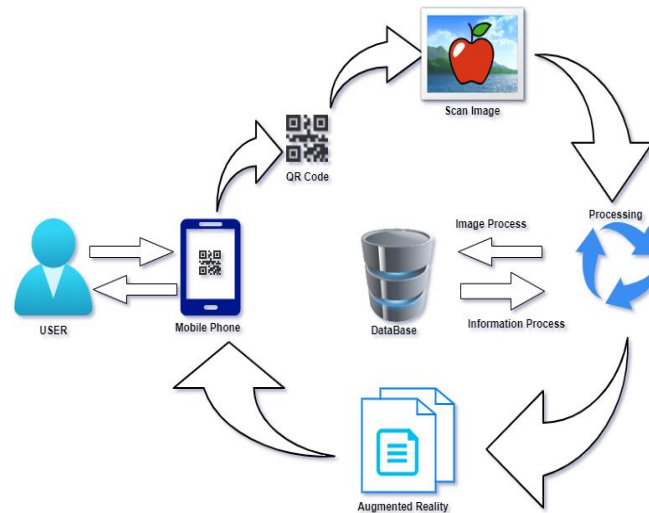 Scan Image
QR Code
Processing
Image Process
USER
Mobile Phone
DataBase
Information Process
Augmented Reality